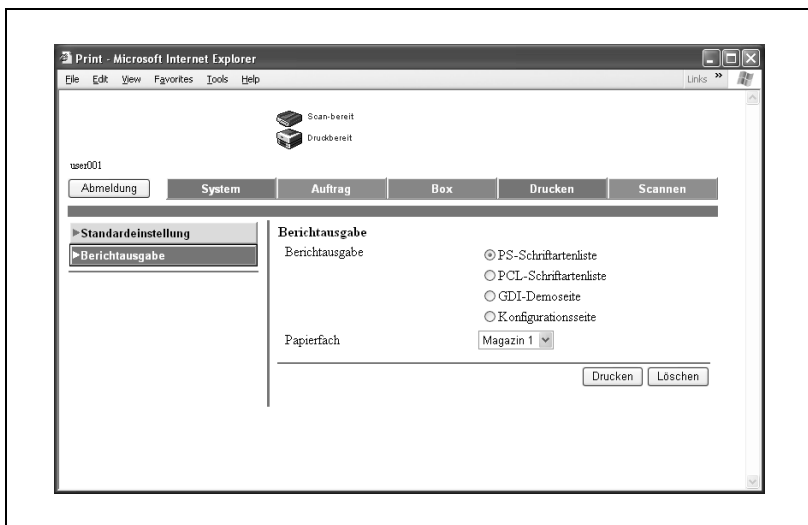 Print - Microsoft Internet Explorer
File Edit View Favorites Tools Help
Links »
Scan-bereit
Druckbereit
user001
Abmeldung System Auftrag Box Drucken Scannen
Standardeinstellung
Berichtausgabe
Berichtausgabe
Berichtausgabe
PS-Schriftartenliste
PCL-Schriftartenliste
GDI-Demoseite
Konfigurationsseite
Papierfach Magazin 1
Drucken Löschen